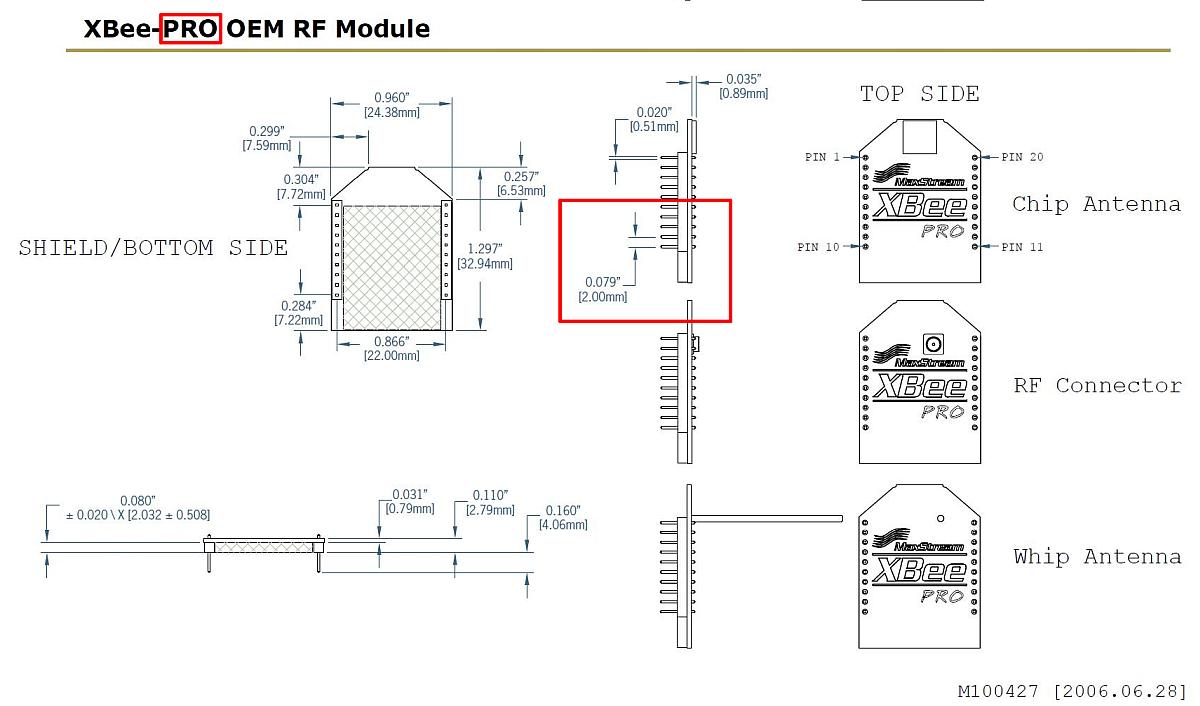 XBee-PRO OEM RF Module
0.035"
[0.89mm]
0.960"
[24.38mm]
0.020"
[0.51mm]
TOP SIDE
0.299"
[7.59mm]
PIN 1
PIN 20
0.304"
[7.72mm]
0.257"
[6.53mm]
MaxStream
XBee
PRO
Chip Antenna
SHIELD/BOTTOM SIDE
1.297"
[32.94mm]
PIN 10
PIN 11
0.079"
[2.00mm]
0.284"
[7.22mm]
0.866"
[22.00mm]
MaxStream
XBee
PRO
RF Connector
0.080"
± 0.020 \ X [2.032 ± 0.508]
0.031"
[0.79mm]
0.110"
[2.79mm]
0.160"
[4.06mm]
MaxStream
XBee
PRO
Whip Antenna
M100427 [2006.06.28]